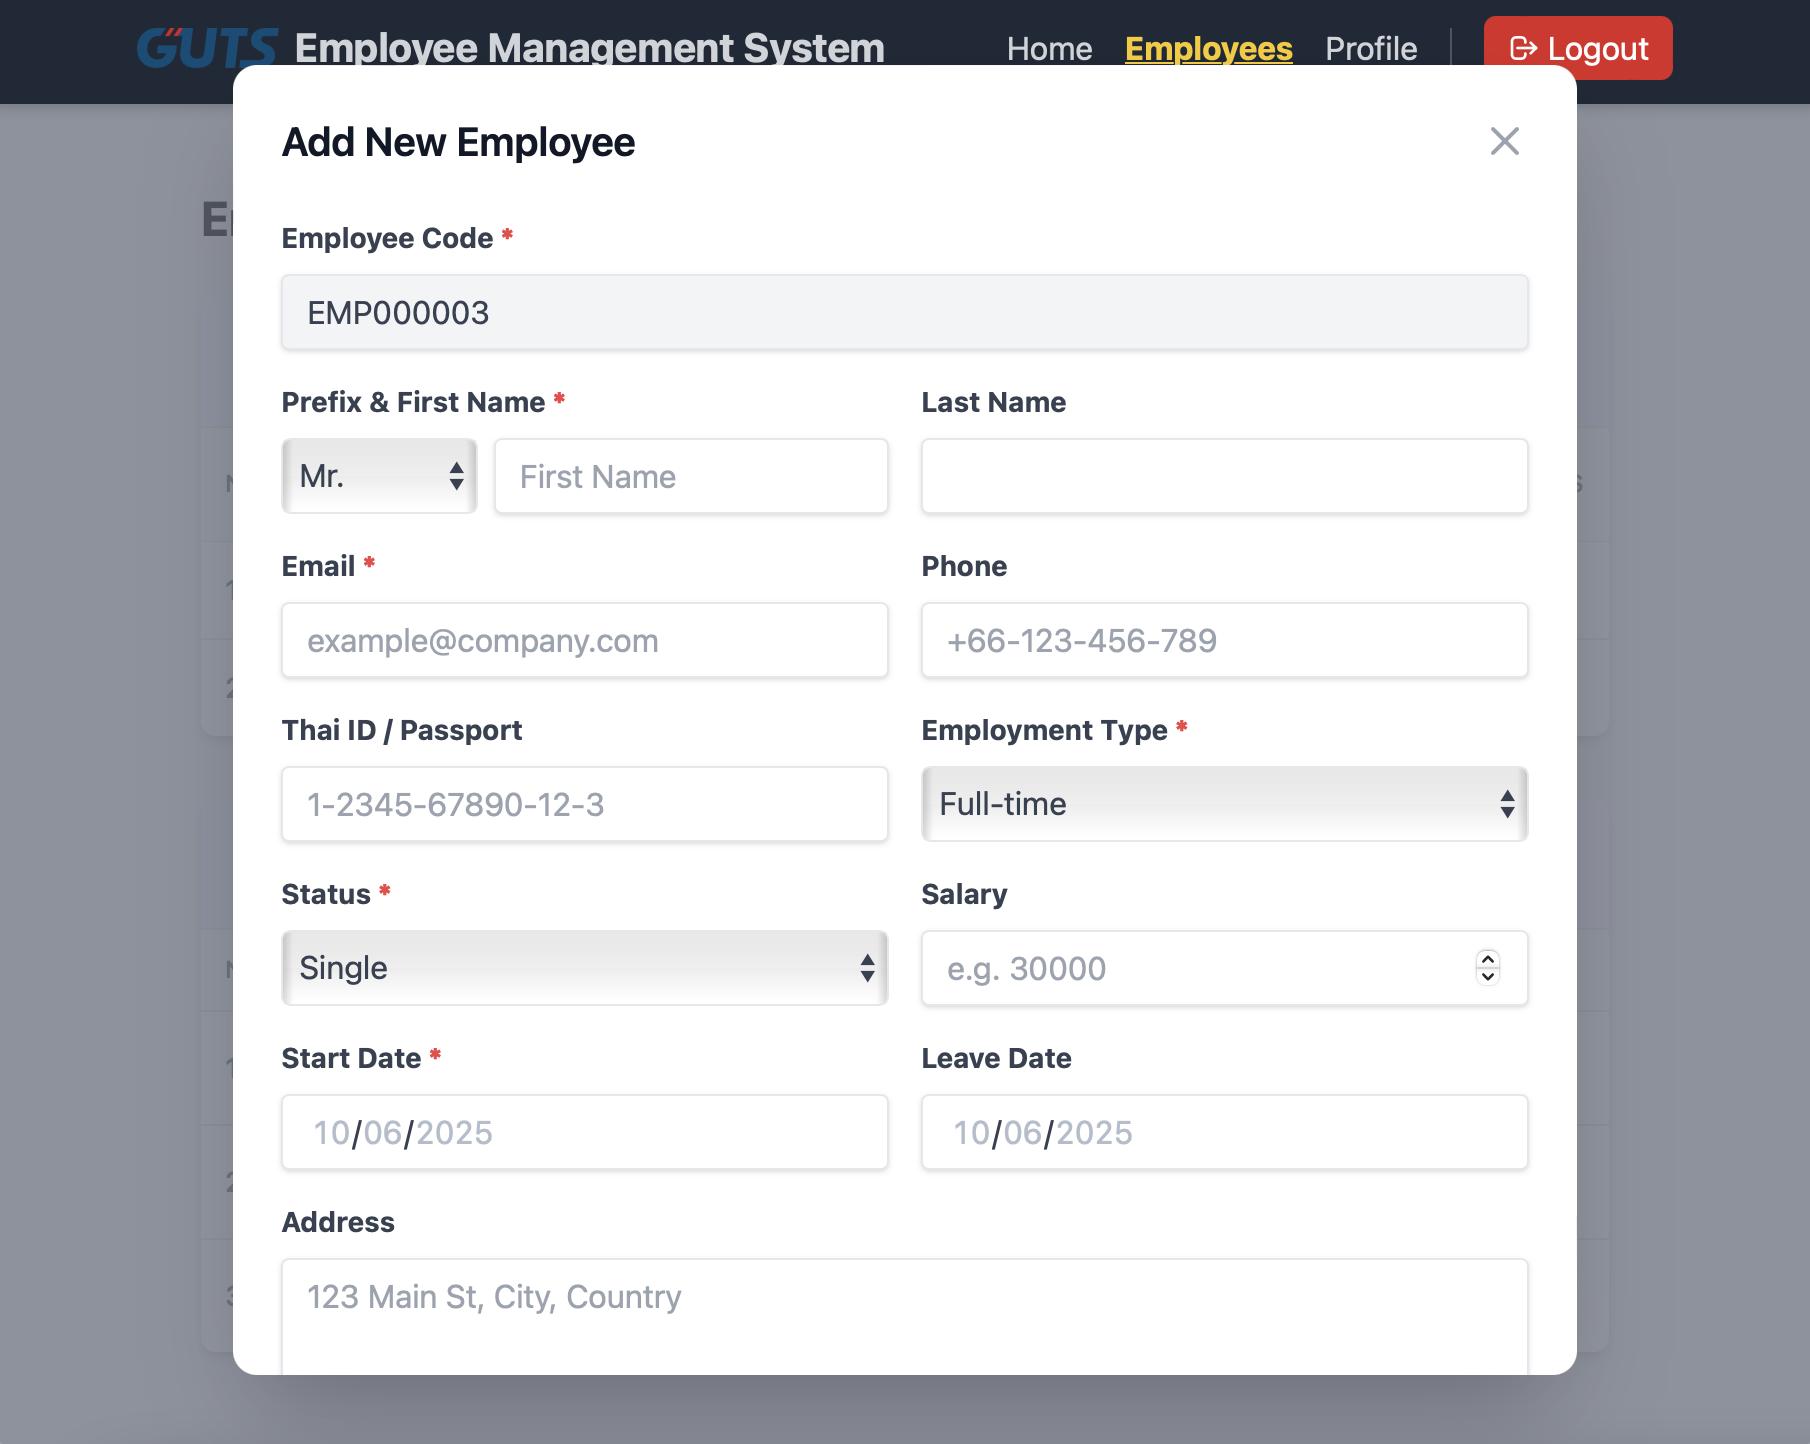 GUTS Employee Management System Home Employees Profile Logout
Add New Employee
Employee Code *
EMP000003
Prefix & First Name * Last Name
Mr. First Name
Email * Phone
example@company.com +66-123-456-789
Thai ID / Passport Employment Type *
1-2345-67890-12-3 Full-time
Status * Salary
Single e.g. 30000
Start Date * Leave Date
10/06/2025 10/06/2025
Address
123 Main St, City, Country